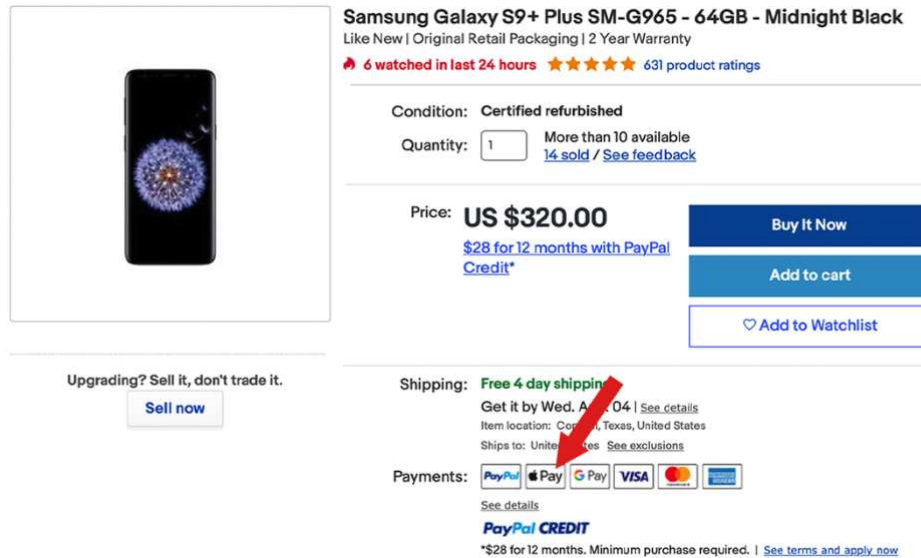 Samsung Galaxy S9+ Plus SM-G965 - 64GB - Midnight Black
Like New | Original Retail Packaging | 2 Year Warranty
6 watched in last 24 hours 631 product ratings
Condition: Certified refurbished
Quantity: 1 More than 10 available
14 sold / See feedback
Price: US $320.00
$28 for 12 months with PayPal
Credit*
Buy It Now
Add to cart
Add to Watchlist
Upgrading? Sell it, don't trade it.
Sell now
Shipping: Free 4 day shipping
Get it by Wed. 04 | See details
Item location: Texas, United States
Ships to: See exclusions
Payments: PayPal Pay G Pay VISA
See details
PayPal CREDIT
*$28 for 12 months. Minimum purchase required. | See terms and apply now